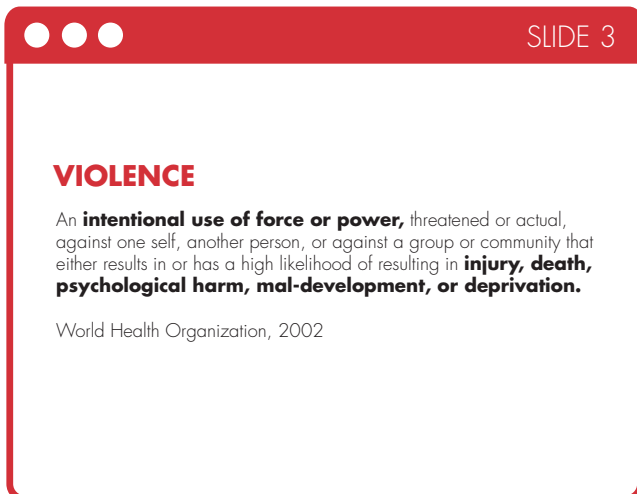 SLIDE 3
VIOLENCE
An intentional use of force or power, threatened or actual,
against one self, another person, or against a group or community that
either results in or has a high likelihood of resulting in injury, death,
psychological harm, mal-development, or deprivation.
World Health Organization, 2002